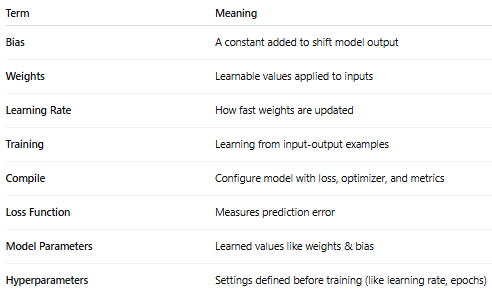 Term Meaning
Bias A constant added to shift model output
Weights Learnable values applied to inputs
Learning Rate How fast weights are updated
Training Learning from input-output examples
Compile Configure model with loss, optimizer, and metrics
Loss Function Measures prediction error
Model Parameters Learned values like weights & bias
Hyperparameters Settings defined before training (like learning rate, epochs)